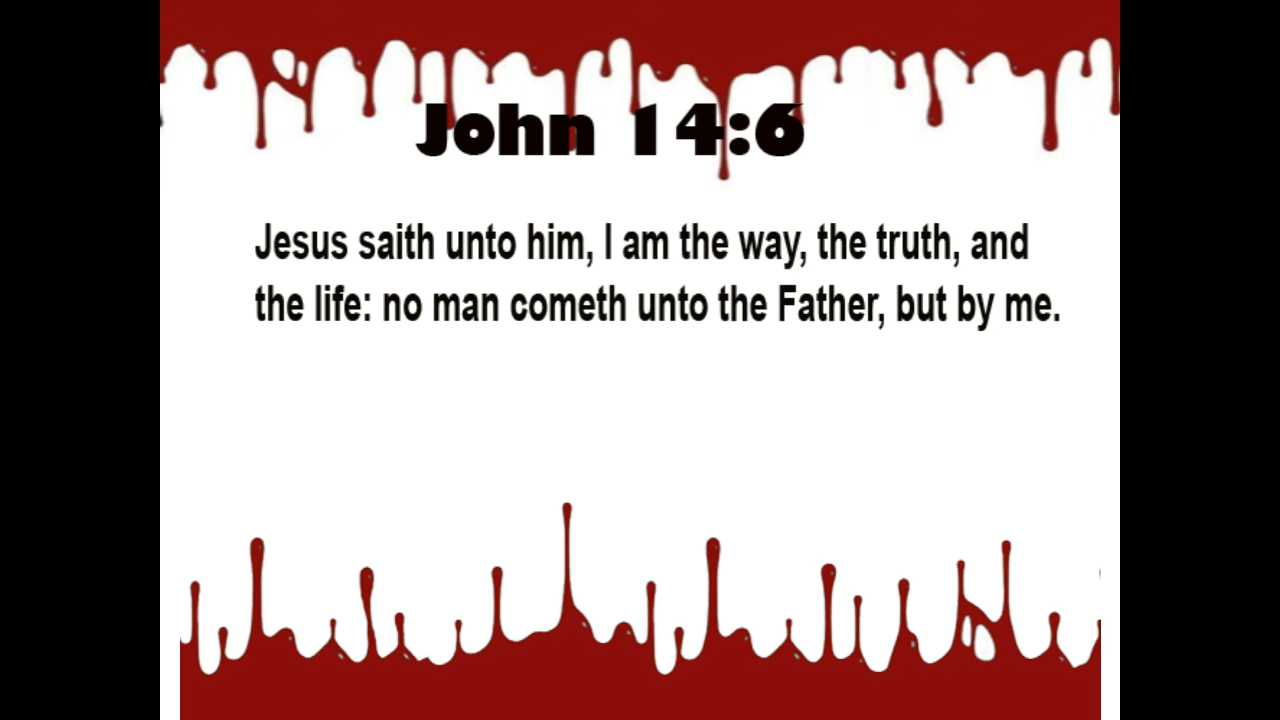 John 14:6
Jesus saith unto him, I am the way, the truth, and
the life: no man cometh unto the Father, but by me.